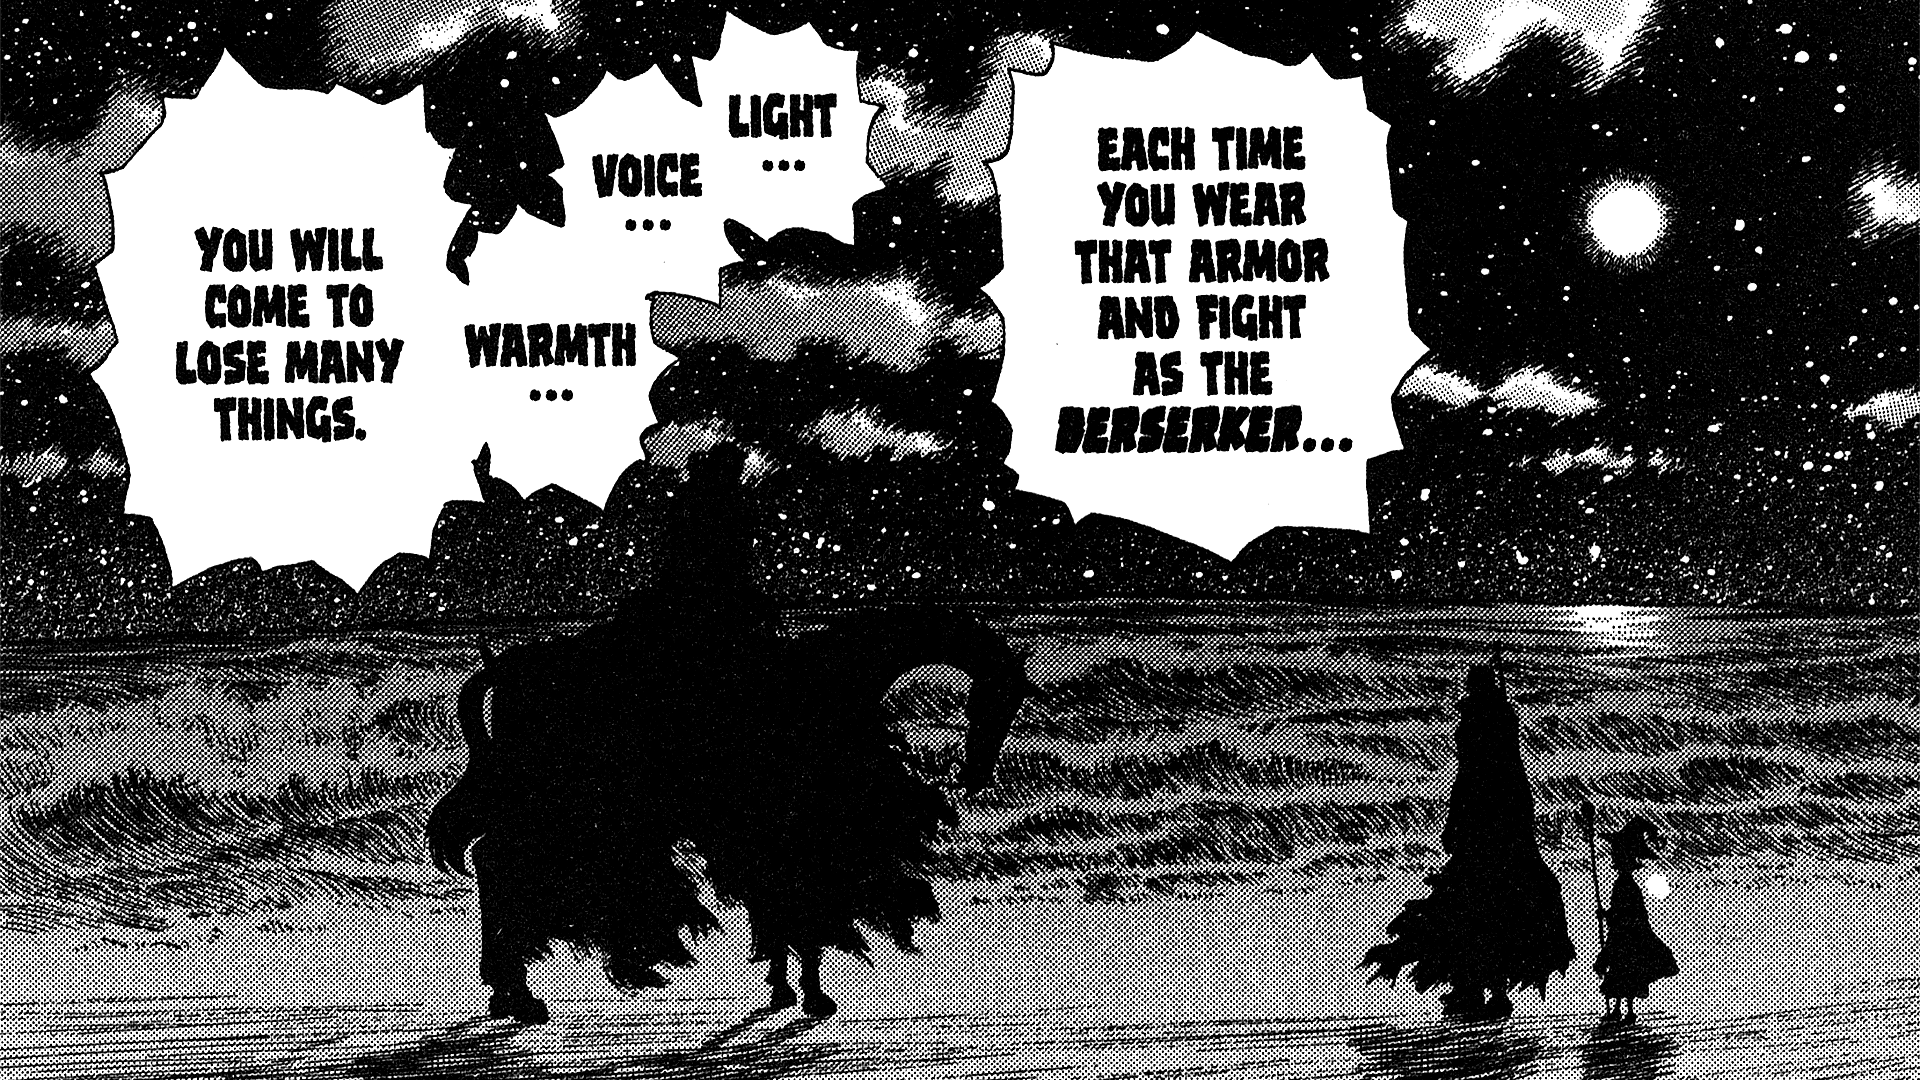 EACH TIME
YOU WEAR
THAT ARMOR
AND FIGHT
AS THE
BERSERKER...
LIGHT
...
VOICE
...
WARMTH
...
YOU WILL
COME TO
LOSE MANY
THINGS.